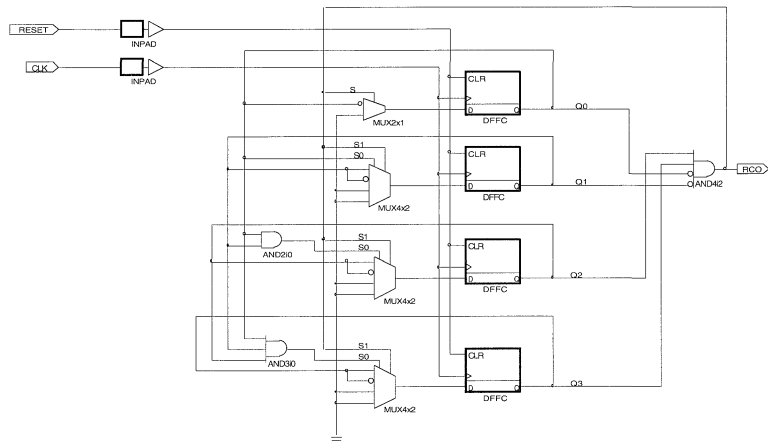 RESET
INPAD
CLK
INPAD
S
MUX2x1
CLR
D
Q
DFFC
Q0
S1
S0
MUX4x2
CLR
D
Q
DFFC
Q1
AND4i2
RCO
AND2i0
S1
S0
MUX4x2
CLR
D
Q
DFFC
Q2
AND3i0
S1
S0
MUX4x2
CLR
D
Q
DFFC
Q3